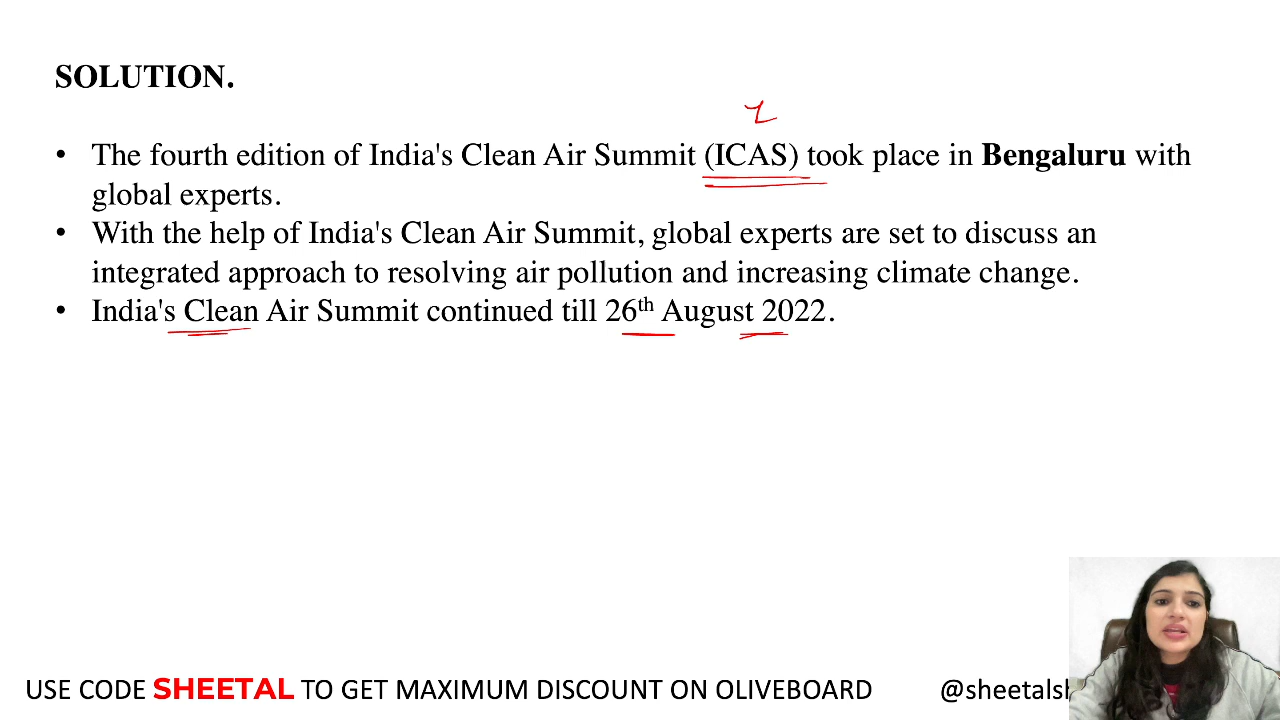 SOLUTION.
• The fourth edition of India's Clean Air Summit (ICAS) took place in Bengaluru with
global experts.
• With the help of India's Clean Air Summit, global experts are set to discuss an
integrated approach to resolving air pollution and increasing climate change.
• India's Clean Air Summit continued till 26th August 2022.
USE CODE SHEETAL TO GET MAXIMUM DISCOUNT ON OLIVEBOARD